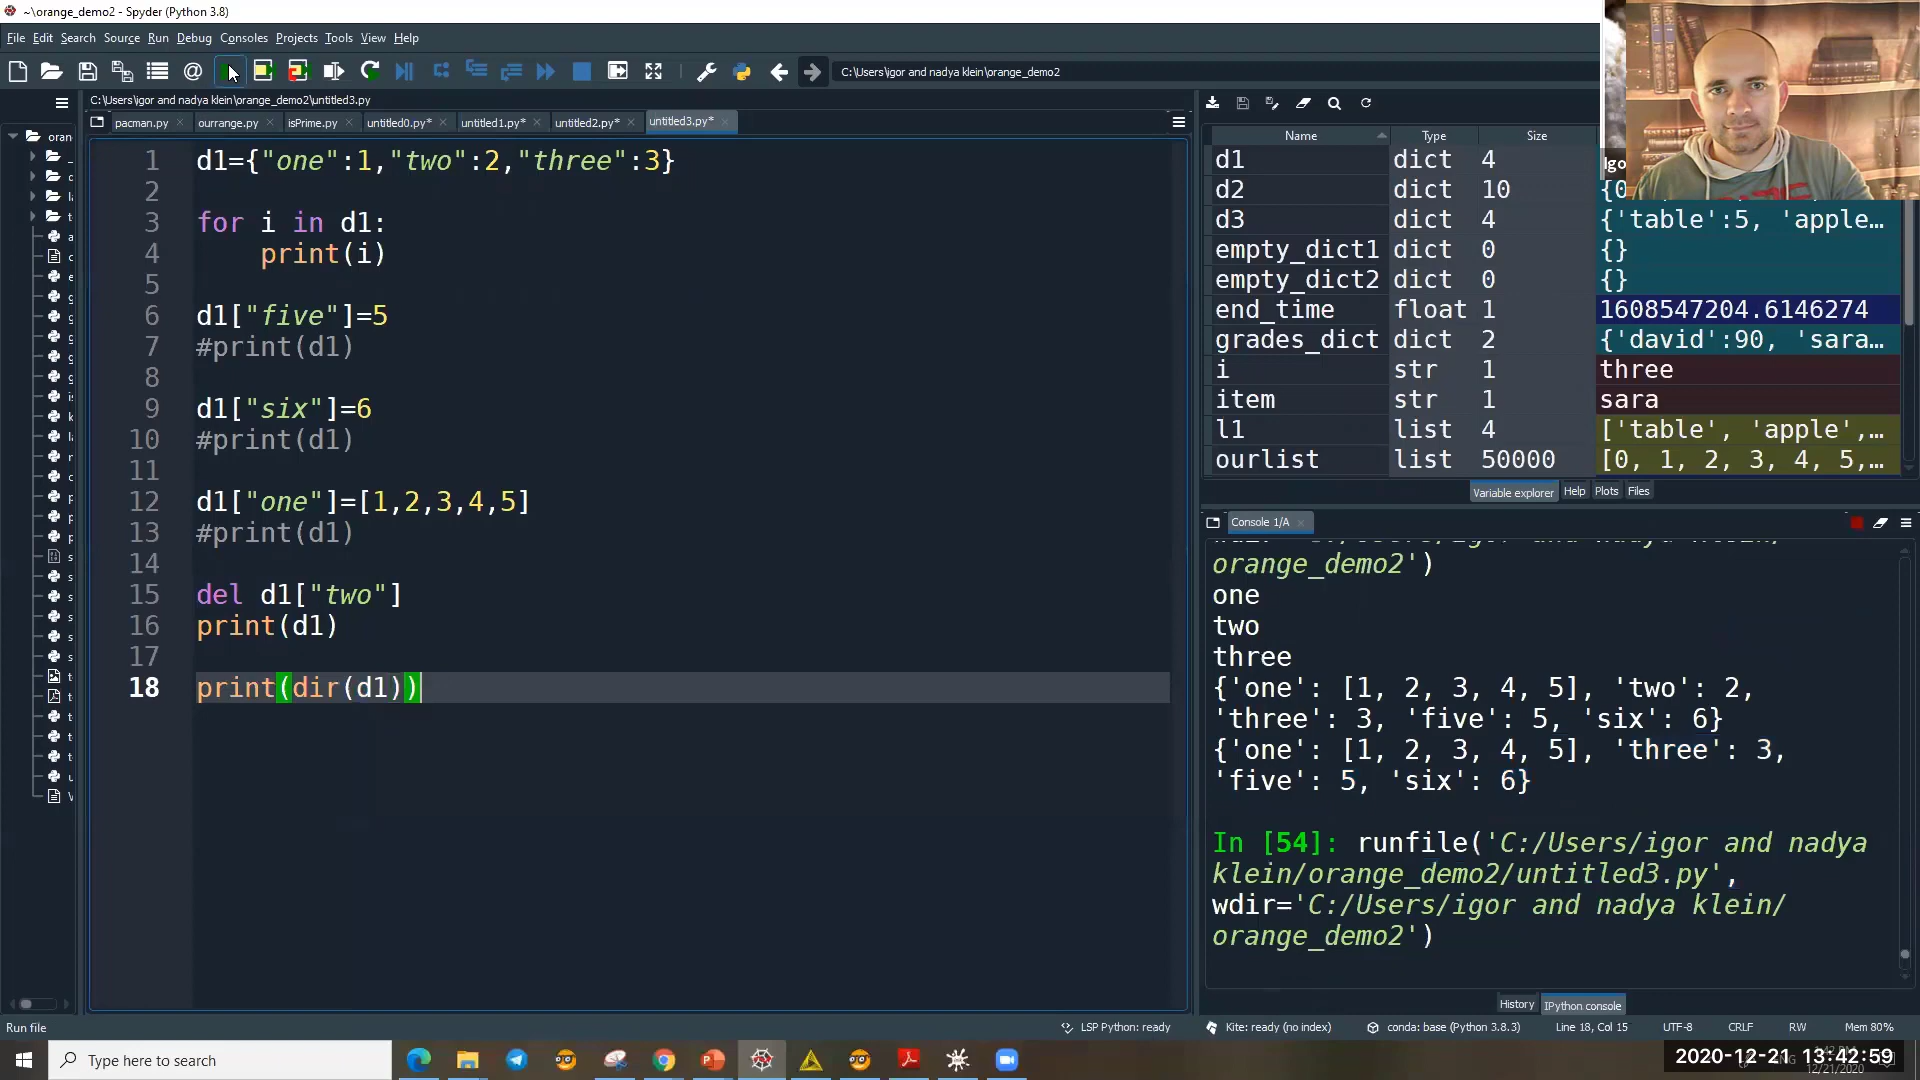 ~\orange_demo2 - Spyder (Python 3.8)
File Edit Search Source Run Debug Consoles Projects Tools View Help
C:\Users\igor and nadya klein\orange_demo2
C:\Users\igor and nadya klein\orange_demo2\untitled3.py
pacman.py ourrange.py isPrime.py untitled0.py* untitled1.py* untitled2.py* untitled3.py*
oran
1 d1={"one":1,"two":2,"three":3}
2
3 for i in d1:
4 print(i)
5
6 d1["five"]=5
7 #print(d1)
8
9 d1["six"]=6
10 #print(d1)
11
12 d1["one"]=[1,2,3,4,5]
13 #print(d1)
14
15 del d1["two"]
16 print(d1)
17
18 print(dir(d1))
Name Type Size
d1 dict 4
d2 dict 10 {0
d3 dict 4 {'table':5, 'apple…
empty_dict1 dict 0 {}
empty_dict2 dict 0 {}
end_time float 1 1608547204.6146274
grades_dict dict 2 {'david':90, 'sara…
i str 1 three
item str 1 sara
l1 list 4 ['table', 'apple',…
ourlist list 50000 [0, 1, 2, 3, 4, 5,…
Variable explorer Help Plots Files
Console 1/A
orange_demo2')
one
two
three
{'one': [1, 2, 3, 4, 5], 'two': 2,
'three': 3, 'five': 5, 'six': 6}
{'one': [1, 2, 3, 4, 5], 'three': 3,
'five': 5, 'six': 6}
In [54]: runfile('C:/Users/igor and nadya
klein/orange_demo2/untitled3.py',
wdir='C:/Users/igor and nadya klein/
orange_demo2')
History IPython console
Run file
LSP Python: ready Kite: ready (no index) conda: base (Python 3.8.3) Line 18, Col 15 UTF-8 CRLF RW Mem 80%
Type here to search
2020-12-21 13:42:59
12/21/2020